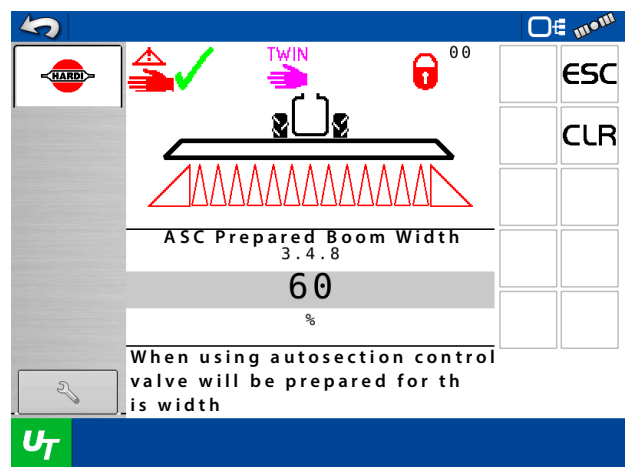 TWIN
00
HARDI
ESC
CLR
ASC Prepared Boom Width
3.4.8
60
%
When using autosection control
valve will be prepared for th
is width
UT